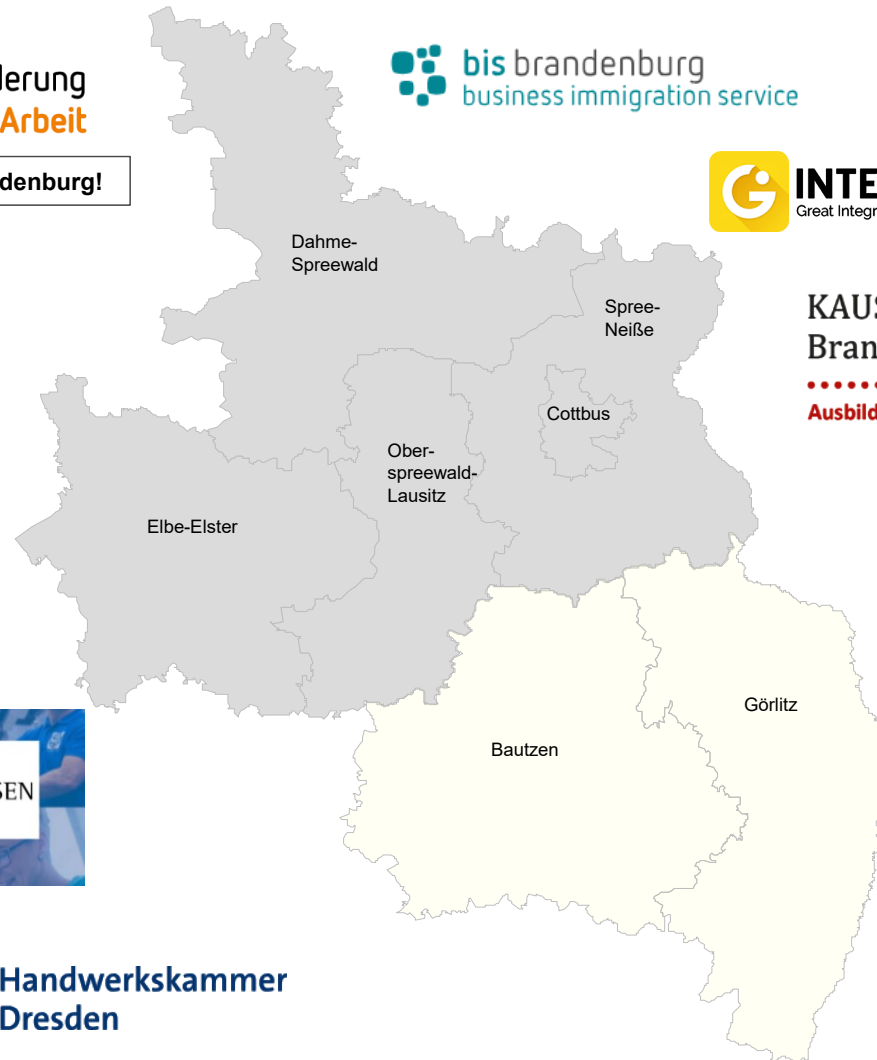 derung
Arbeit
denburg!
bis brandenburg
business immigration service
INTE
Great Integr
KAUS
Bran
Ausbild
Dahme-
Spreewald
Spree-
Neiße
Cottbus
Ober-
spreewald-
Lausitz
Elbe-Elster
Görlitz
Bautzen
SEN
Handwerkskammer
Dresden